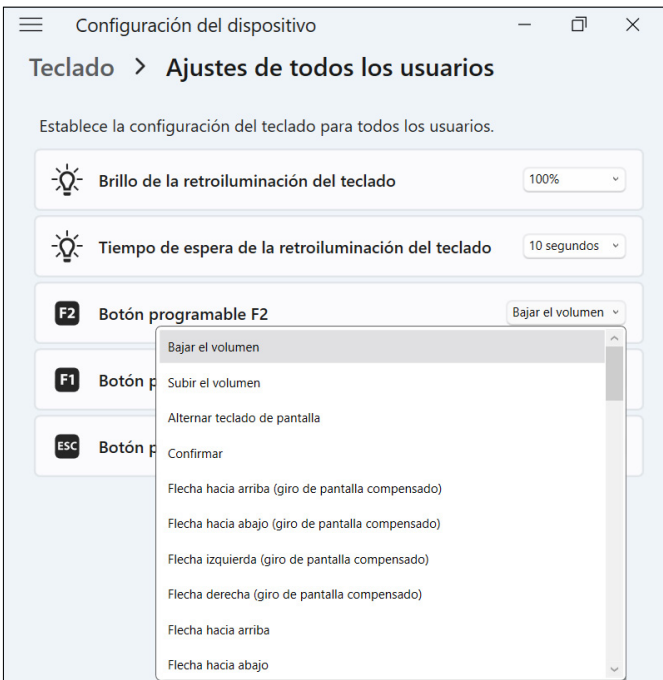 Configuración del dispositivo
Teclado > Ajustes de todos los usuarios
Establece la configuración del teclado para todos los usuarios.
Brillo de la retroiluminación del teclado 100%
Tiempo de espera de la retroiluminación del teclado 10 segundos
F2 Botón programable F2 Bajar el volumen
Bajar el volumen
F1 Botón p
Subir el volumen
Alternar teclado de pantalla
ESC Botón p
Confirmar
Flecha hacia arriba (giro de pantalla compensado)
Flecha hacia abajo (giro de pantalla compensado)
Flecha izquierda (giro de pantalla compensado)
Flecha derecha (giro de pantalla compensado)
Flecha hacia arriba
Flecha hacia abajo